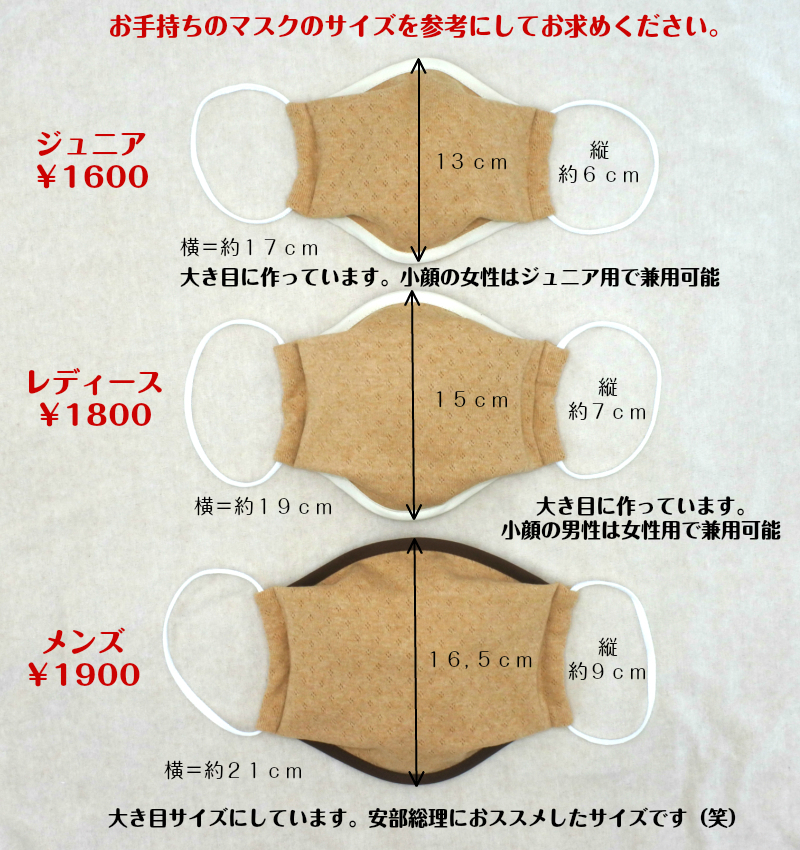 お手持ちのマスクのサイズを参考にしてお求めください。
ジュニア
￥1600
13ｃｍ
縦
約６ｃｍ
横＝約１７ｃｍ
大き目に作っています。小顔の女性はジュニア用で兼用可能
レディース
￥1800
15ｃｍ
縦
約７ｃｍ
横＝約１９ｃｍ
大き目に作っています。
小顔の男性は女性用で兼用可能
メンズ
￥1900
16,5ｃｍ
縦
約９ｃｍ
横＝約２１ｃｍ
大き目サイズにしています。安部総理におススメしたサイズです（笑）